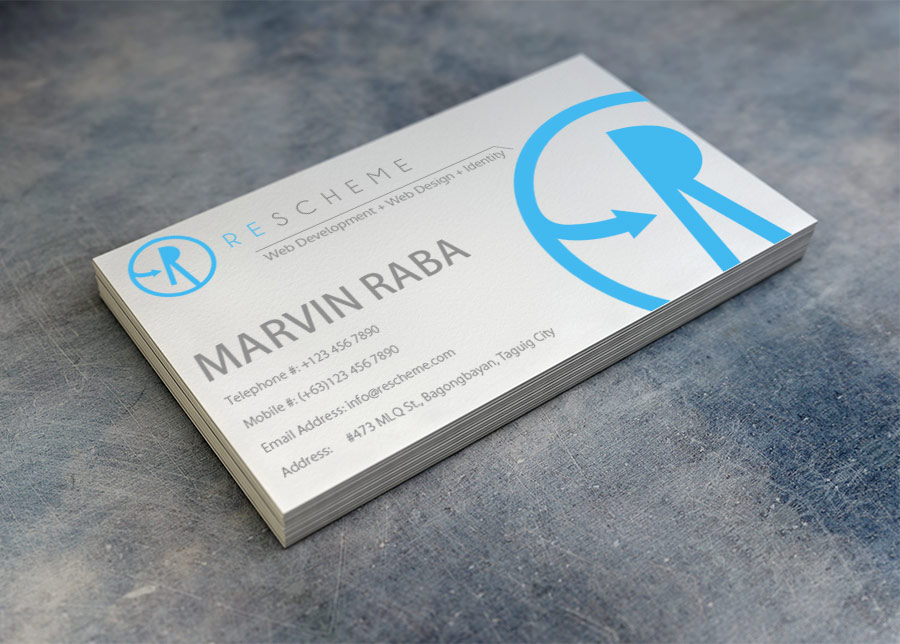 RESCHEME
Web Development + Web Design + Identity
MARVIN RABA
Telephone #: +123 456 7890
Mobile #: (+63)123 456 7890
Email Address: info@rescheme.com
Address: #473 MLQ St., Bagongbayan, Taguig City
R
R